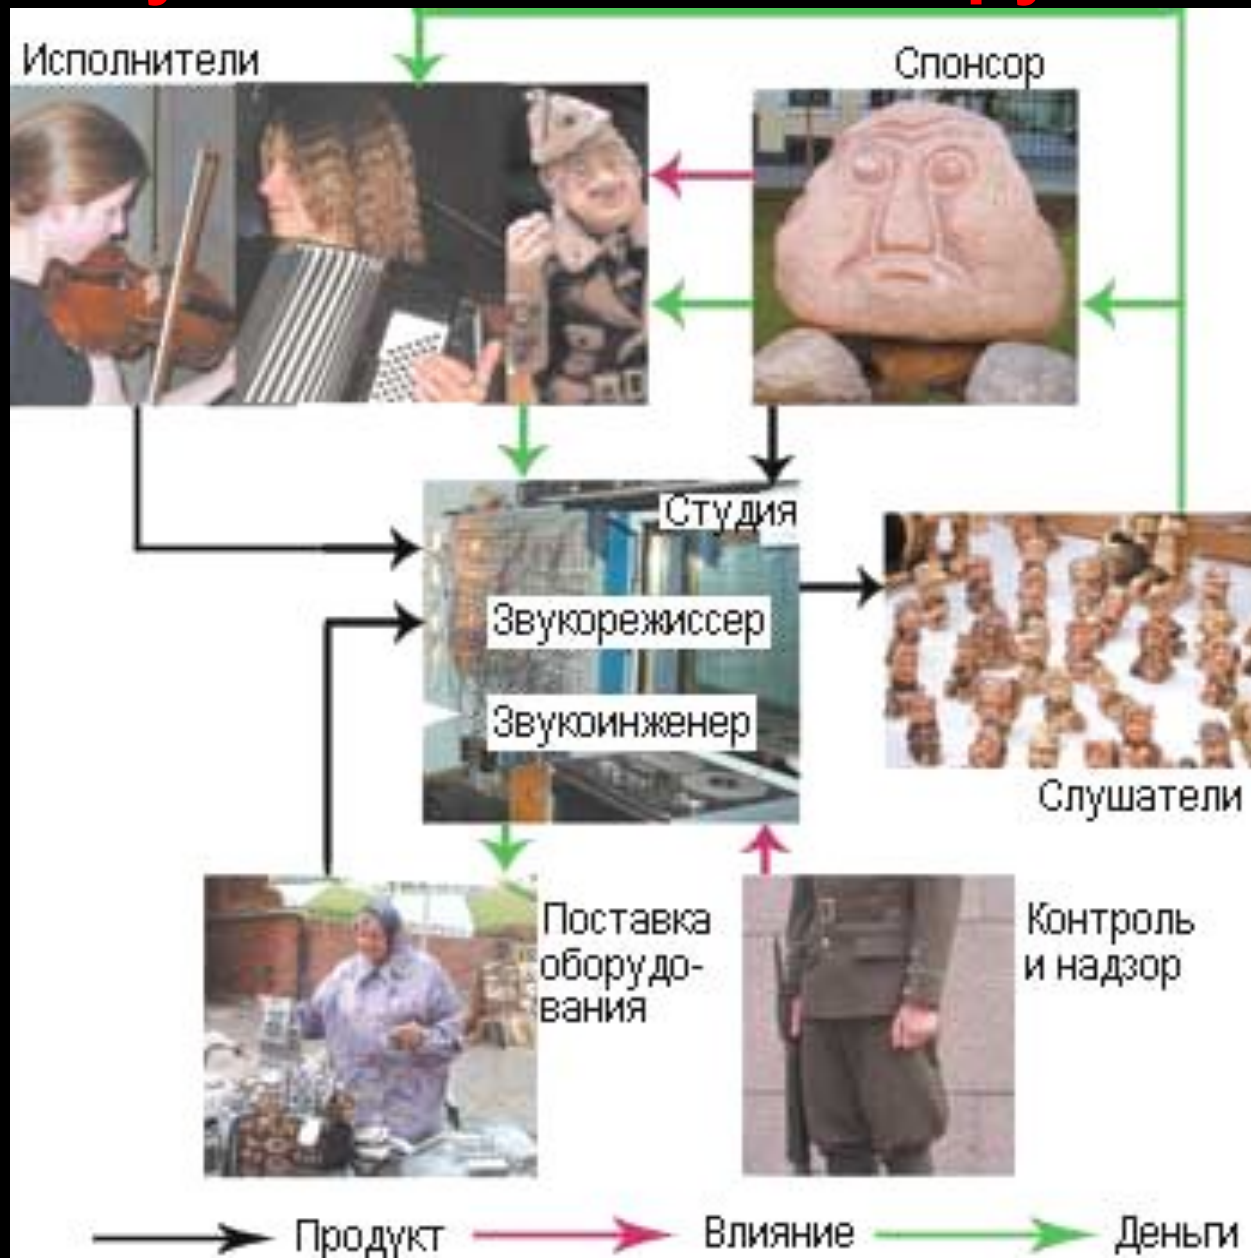 Исполнители
Спонсор
Студия
Звукорежиссер
Звукоинженер
Слушатели
Поставка
оборудо-
вания
Контроль
и надзор
Продукт
Влияние
Деньги